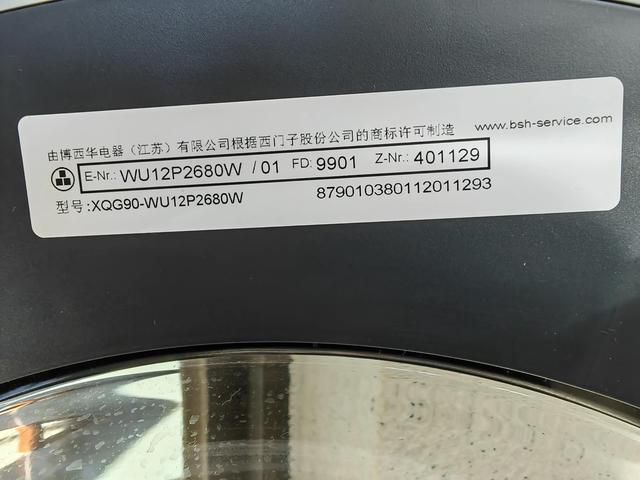 由博西华电器（江苏）有限公司根据西门子股份公司的商标许可制造 www.bsh-service.com
E-Nr.: WU12P2680W / 01 FD: 9901 Z-Nr.: 401129
型号:XQG90-WU12P2680W 879010380112011293